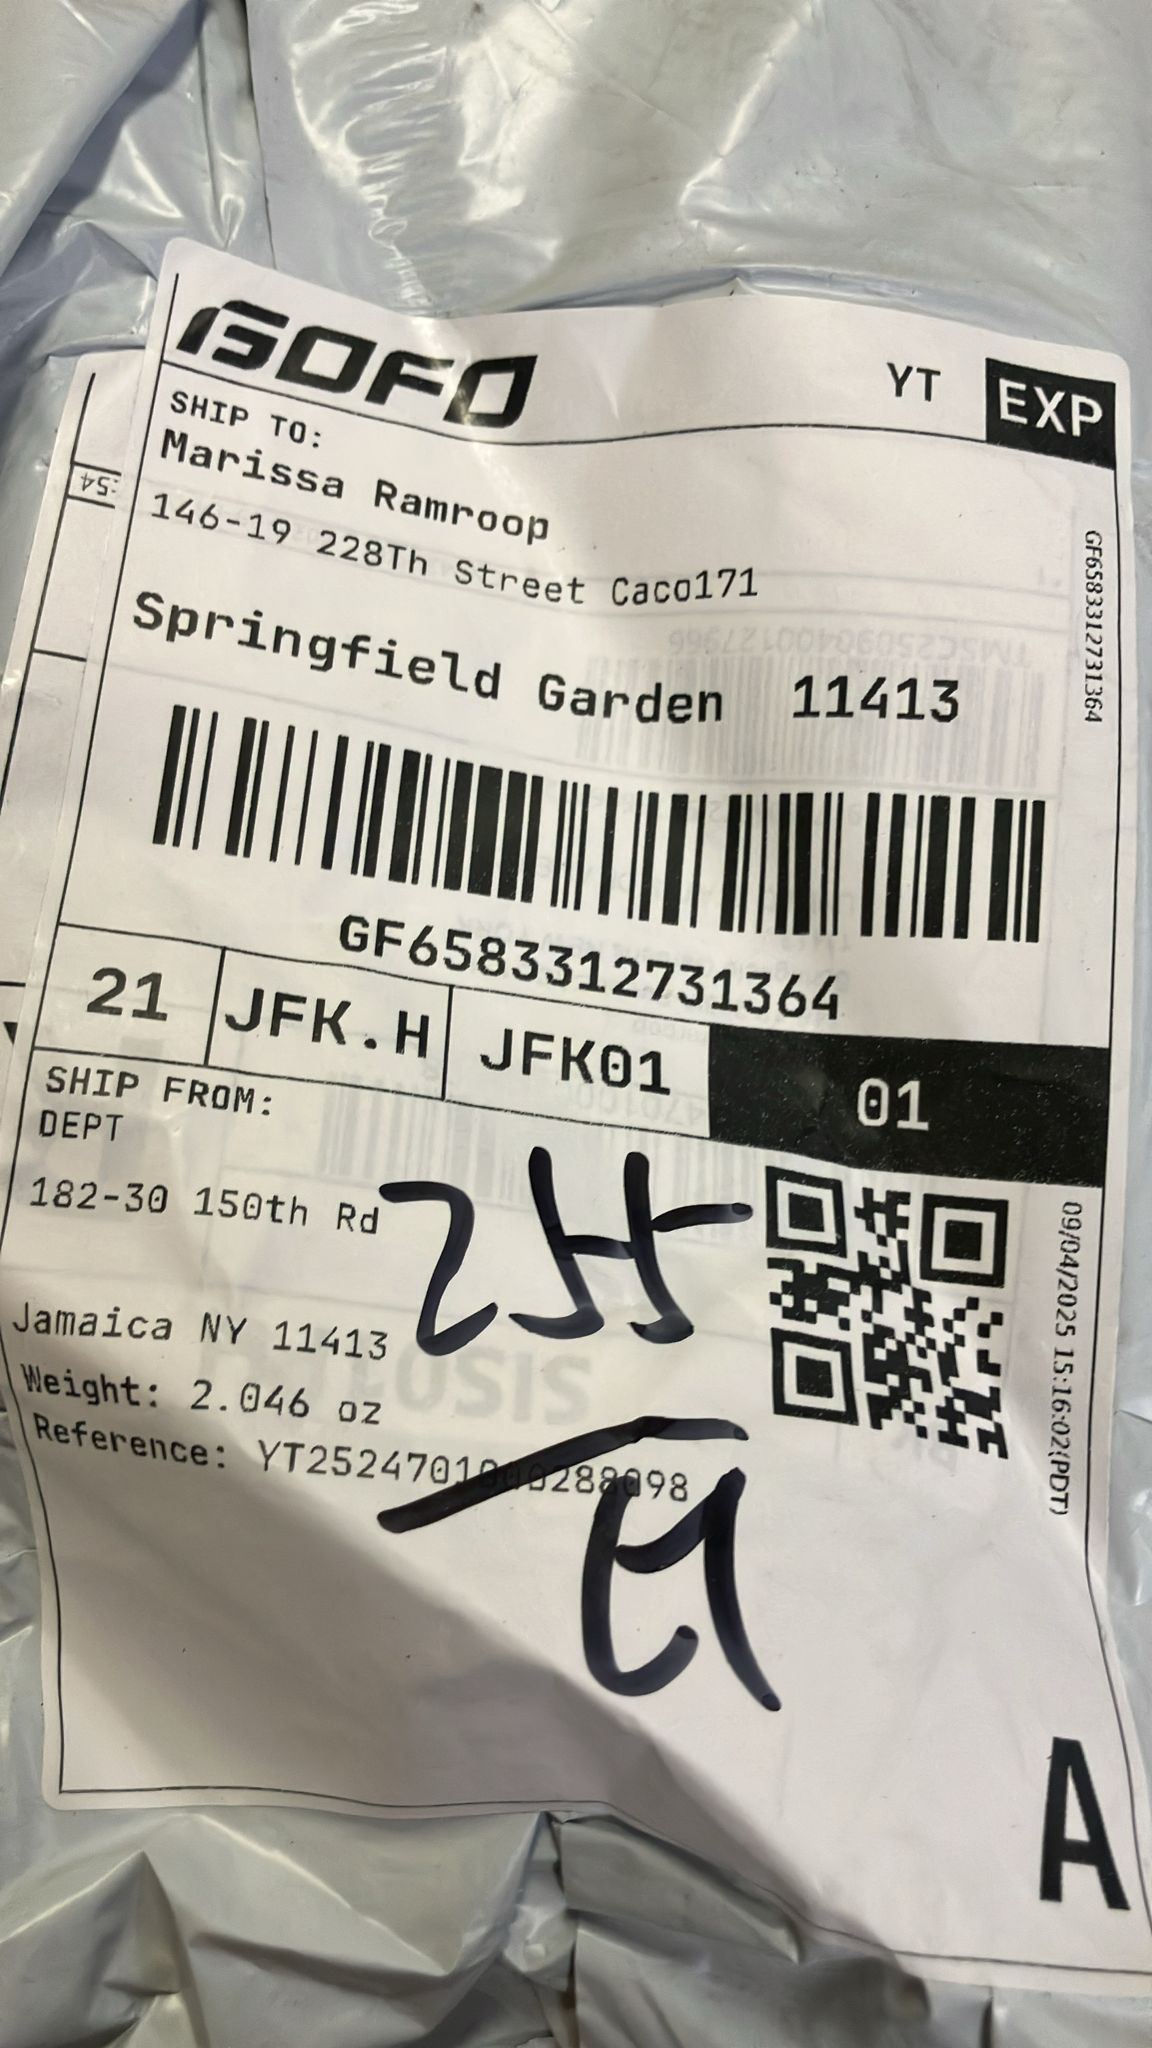 GOFO
YT EXP
SHIP TO:
Marissa Ramroop
146-19 228Th Street Caco171
Springfield Garden 11413
GF6583312731364
GF6583312731364
21 JFK.H JFK01 01
SHIP FROM:
DEPT
182-30 150th Rd
Jamaica NY 11413
Weight: 2.046 oz
Reference: YT2524701000288098
09/04/2025 15:16:02(PDT)
A
:54